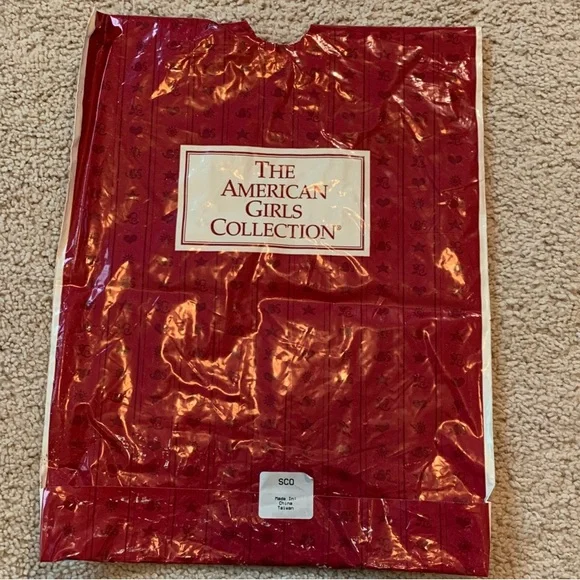 THE
AMERICAN
GIRLS
COLLECTION®
SCO
Made In:
China
Taiwan